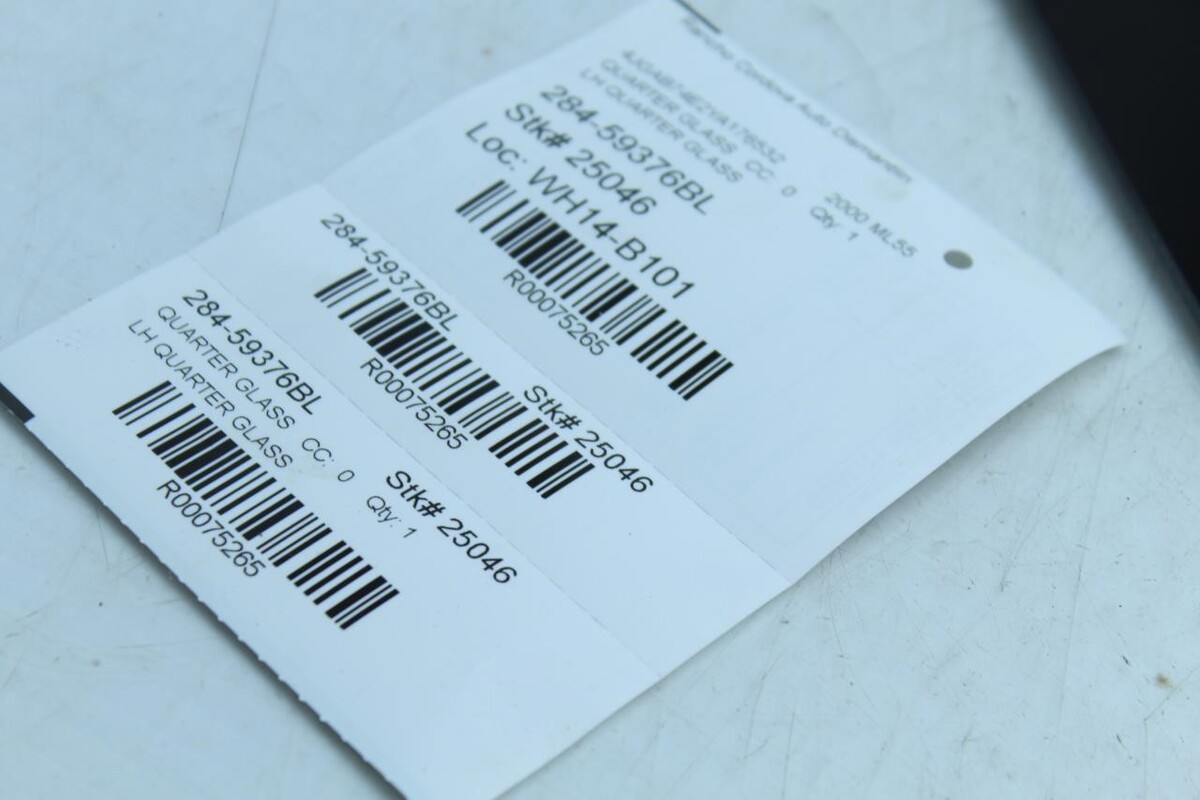 Rancho Cordova Auto Dismantlin
2000 ML55
QUARTER GLASS CC: 0 Qty: 1
LH QUARTER GLASS
284-59376BL
Stk# 25046
Loc: WH14-B101
R00075265
284-59376BL
Stk# 25046
R00075265
284-59376BL
Stk# 25046
QUARTER GLASS CC: 0 Qty: 1
LH QUARTER GLASS
R00075265